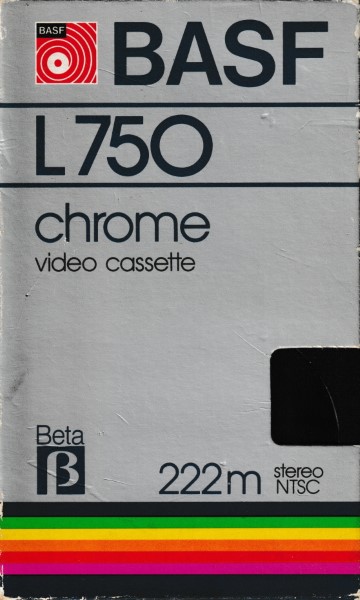 BASF
BASF
L750
chrome
video cassette
Beta
β
222m
stereo
NTSC